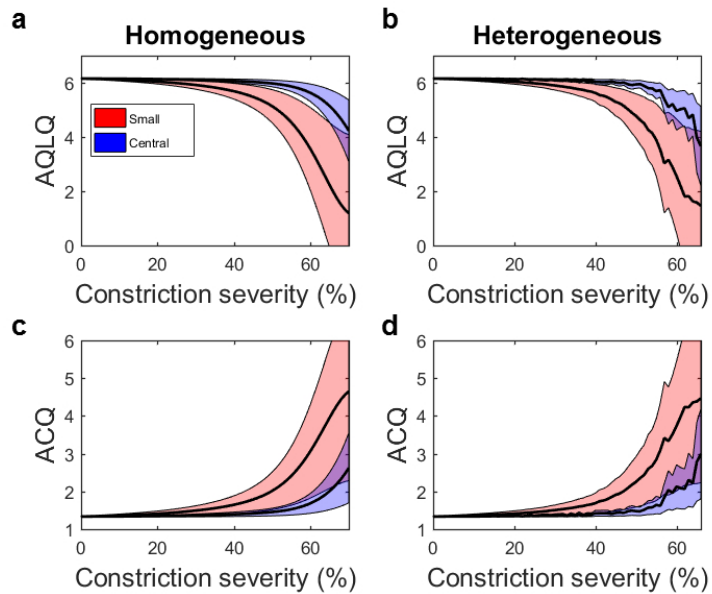 a
Homogeneous
6
4
2
0
AQLQ
Small
Central
0 20 40 60
Constriction severity (%)
b
Heterogeneous
6
4
2
0
AQLQ
0 20 40 60
Constriction severity (%)
c
6
5
4
3
2
1
ACQ
0 20 40 60
Constriction severity (%)
d
6
5
4
3
2
1
ACQ
0 20 40 60
Constriction severity (%)